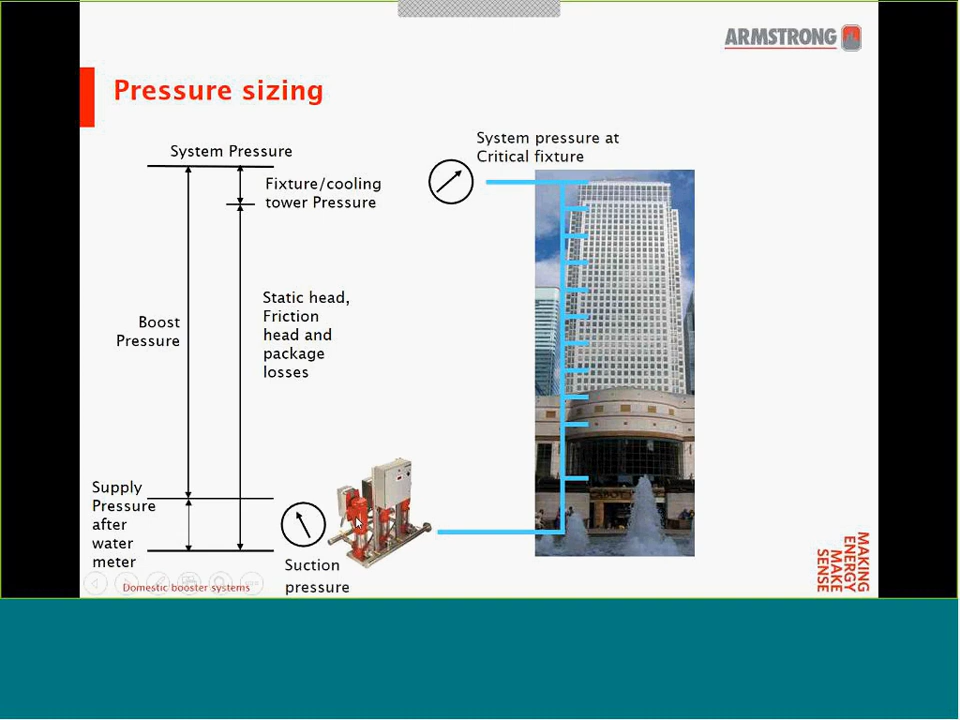 ARMSTRONG
Pressure sizing
System Pressure
Fixture/cooling
tower Pressure
Static head,
Friction
head and
package
losses
Boost
Pressure
Supply
Pressure
after
water
meter
Suction
pressure
System pressure at
Critical fixture
Domestic booster systems
MAKING
ENERGY
MAKE
SENSE